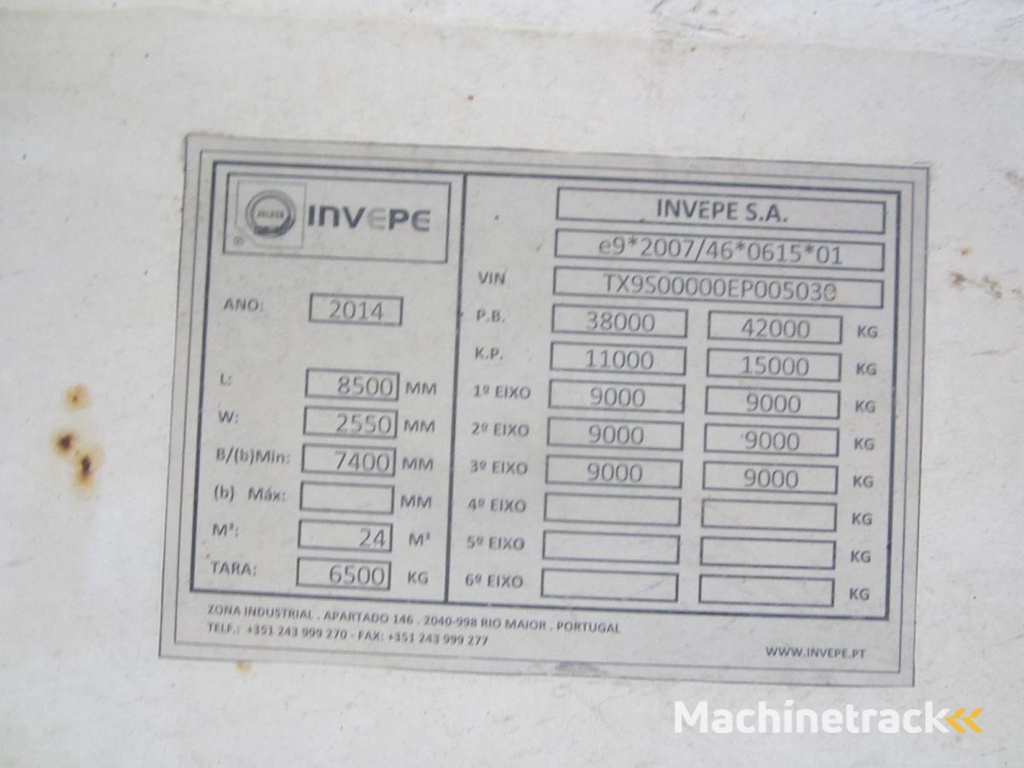 INVEPE
ANO: 2014
L: 8500 MM
W: 2550 MM
B/(b)Min: 7400 MM
(b) Máx: MM
M³: 24 M³
TARA: 6500 KG
INVEPE S.A.
e9*2007/46*0615*01
VIN TX9S00000EP005030
P.B. 38000 42000 KG
K.P. 11000 15000 KG
1º EIXO 9000 9000 KG
2º EIXO 9000 9000 KG
3º EIXO 9000 9000 KG
4º EIXO KG
5º EIXO KG
6º EIXO KG
ZONA INDUSTRIAL . APARTADO 146 . 2040-998 RIO MAIOR . PORTUGAL
TELF.: +351 243 999 270 - FAX: +351 243 999 277
WWW.INVEPE.PT
Machinetrack